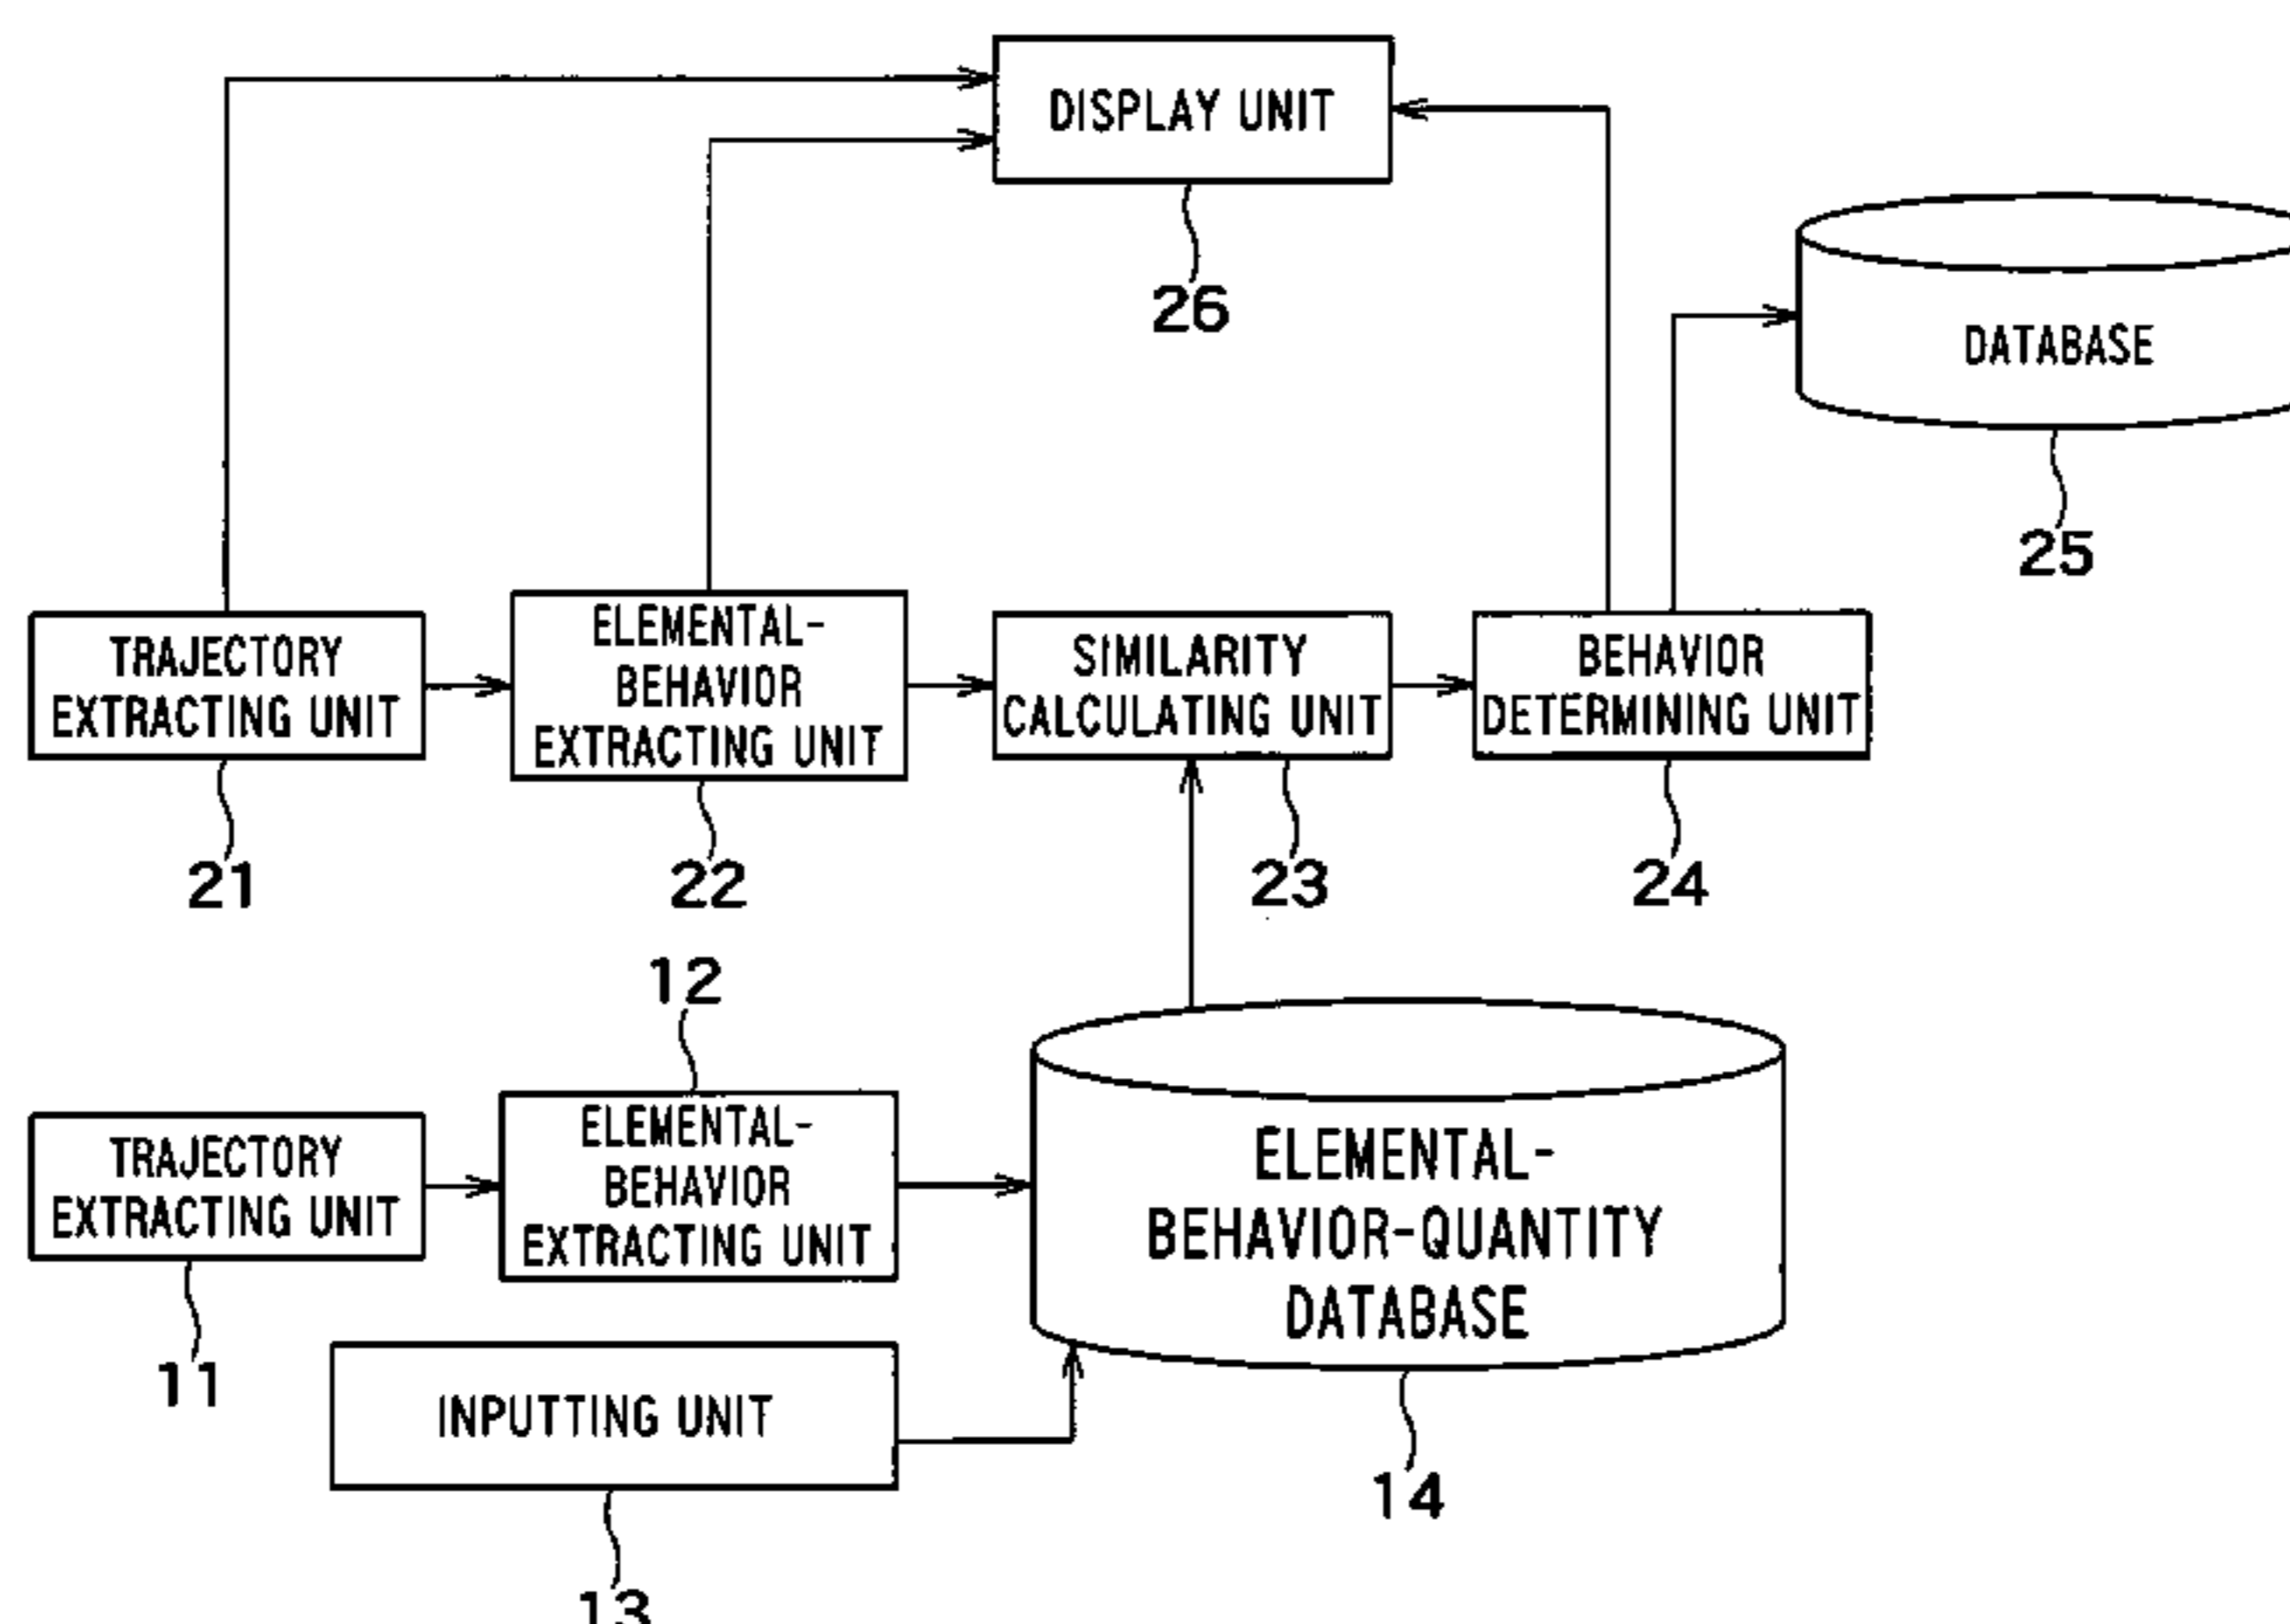 DISPLAY UNIT
26
DATABASE
25
TRAJECTORY
EXTRACTING UNIT
21
ELEMENTAL-
BEHAVIOR
EXTRACTING UNIT
22
SIMILARITY
CALCULATING UNIT
23
BEHAVIOR
DETERMINING UNIT
24
12
TRAJECTORY
EXTRACTING UNIT
11
ELEMENTAL-
BEHAVIOR
EXTRACTING UNIT
ELEMENTAL-
BEHAVIOR-QUANTITY
DATABASE
14
INPUTTING UNIT
13